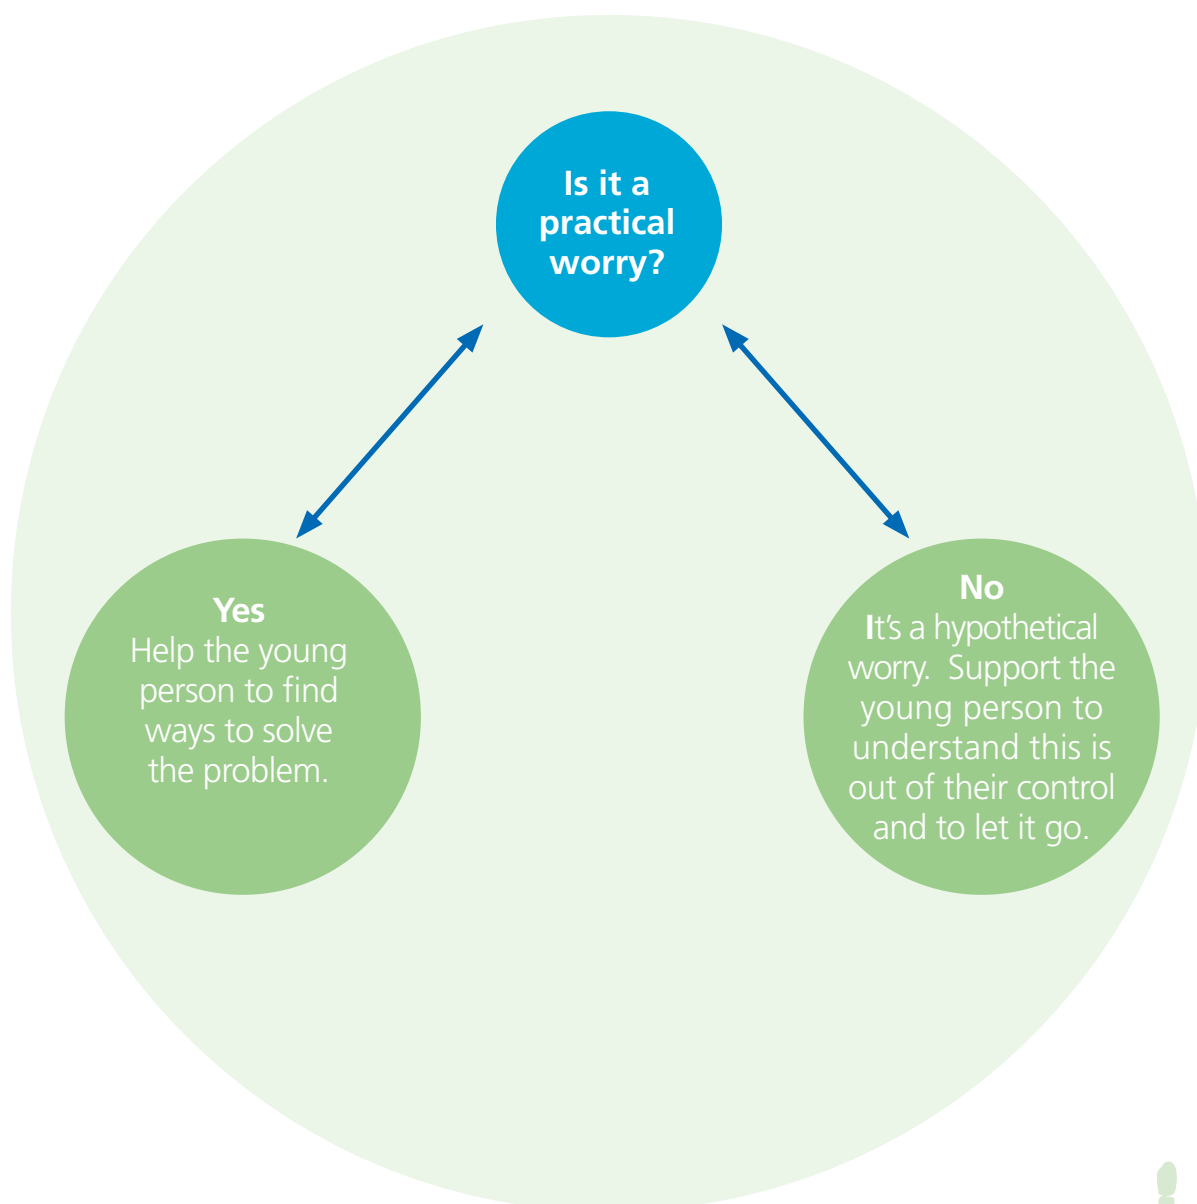 Is it a
practical
worry?
Yes
Help the young
person to find
ways to solve
the problem.
No
It's a hypothetical
worry.  Support the
young person to
understand this is
out of their control
and to let it go.